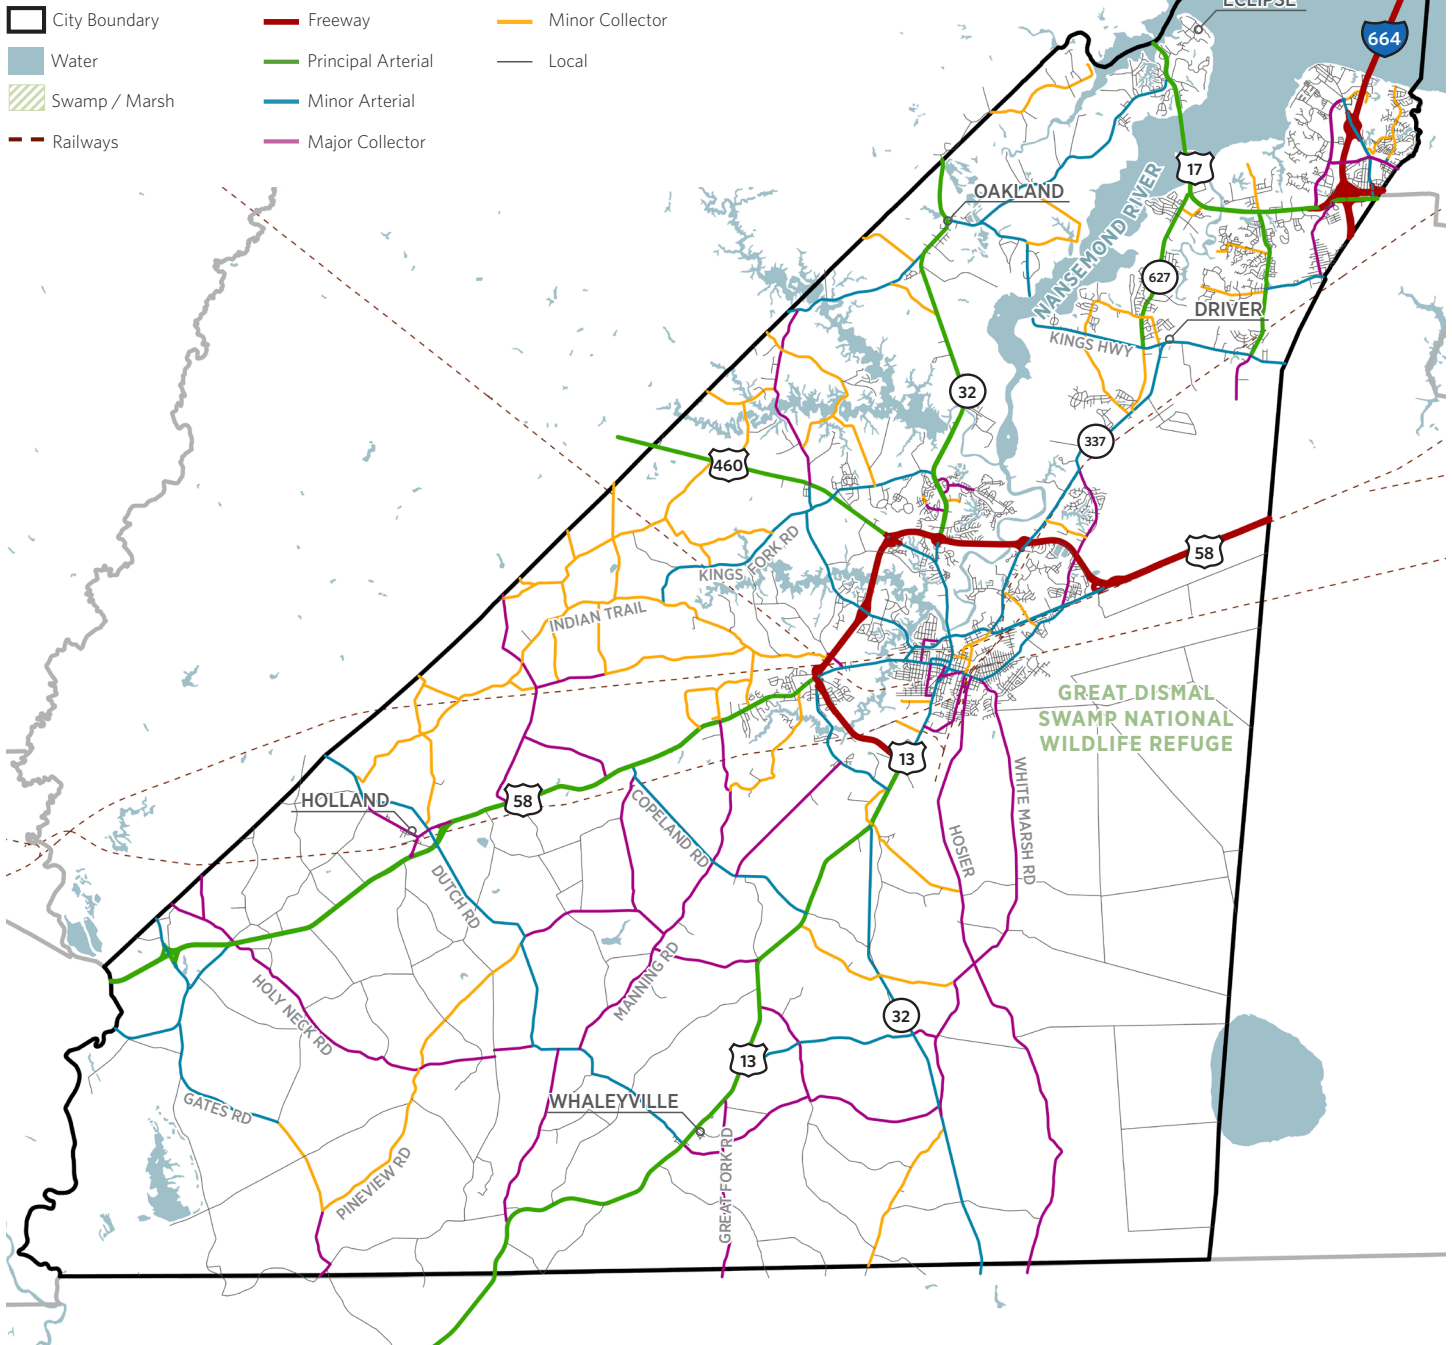 City Boundary
Water
Swamp / Marsh
Railways
Freeway
Principal Arterial
Minor Arterial
Major Collector
Minor Collector
Local
ECLIPSE
664
17
OAKLAND
NANSEMOND RIVER
627
DRIVER
KINGS HWY
32
337
460
58
KINGS FORK RD
INDIAN TRAIL
GREAT DISMAL
SWAMP NATIONAL
WILDLIFE REFUGE
13
WHITE MARSH RD
HOSIER
58
HOLLAND
COPELAND RD
DUTCH RD
MANNING RD
HOLY NECK RD
32
13
WHALEYVILLE
GATES RD
PINEVIEW RD
GREAT FORK RD